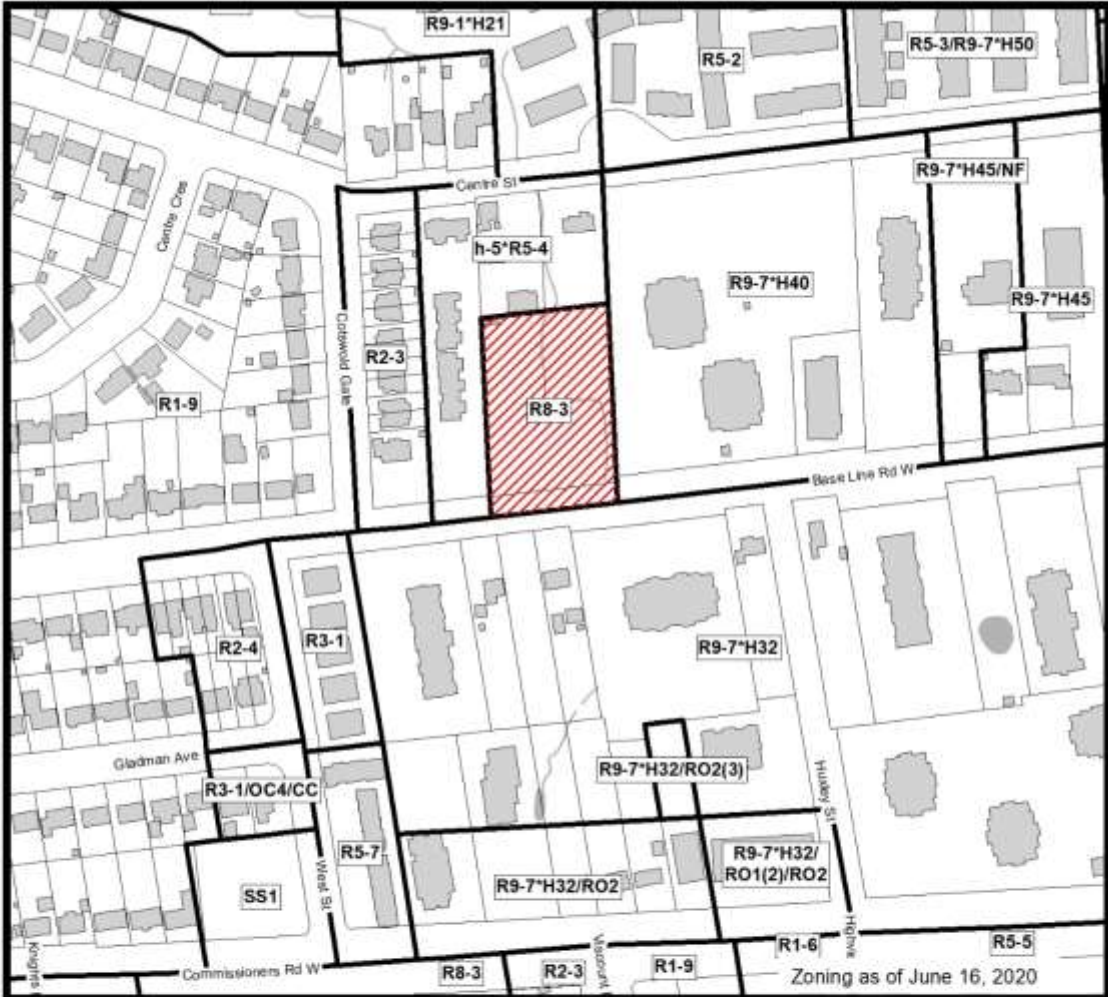 R9-1*H21
R5-2
R5-3/R9-7*H50
R9-7*H45/NF
Centre St
Centre Cres
h-5*R5-4
R9-7*H40
R9-7*H45
Cotswold Gate
R2-3
R1-9
R8-3
Base Line Rd W
R2-4
R3-1
R9-7*H32
Gladman Ave
R9-7*H32/RO2(3)
Huxley St
R3-1/OC4/CC
R5-7
R9-7*H32/
RO1(2)/RO2
R9-7*H32/RO2
SS1
West St
R1-6
R5-5
Commissioners Rd W
R8-3
R2-3
R1-9
Zoning as of June 16, 2020